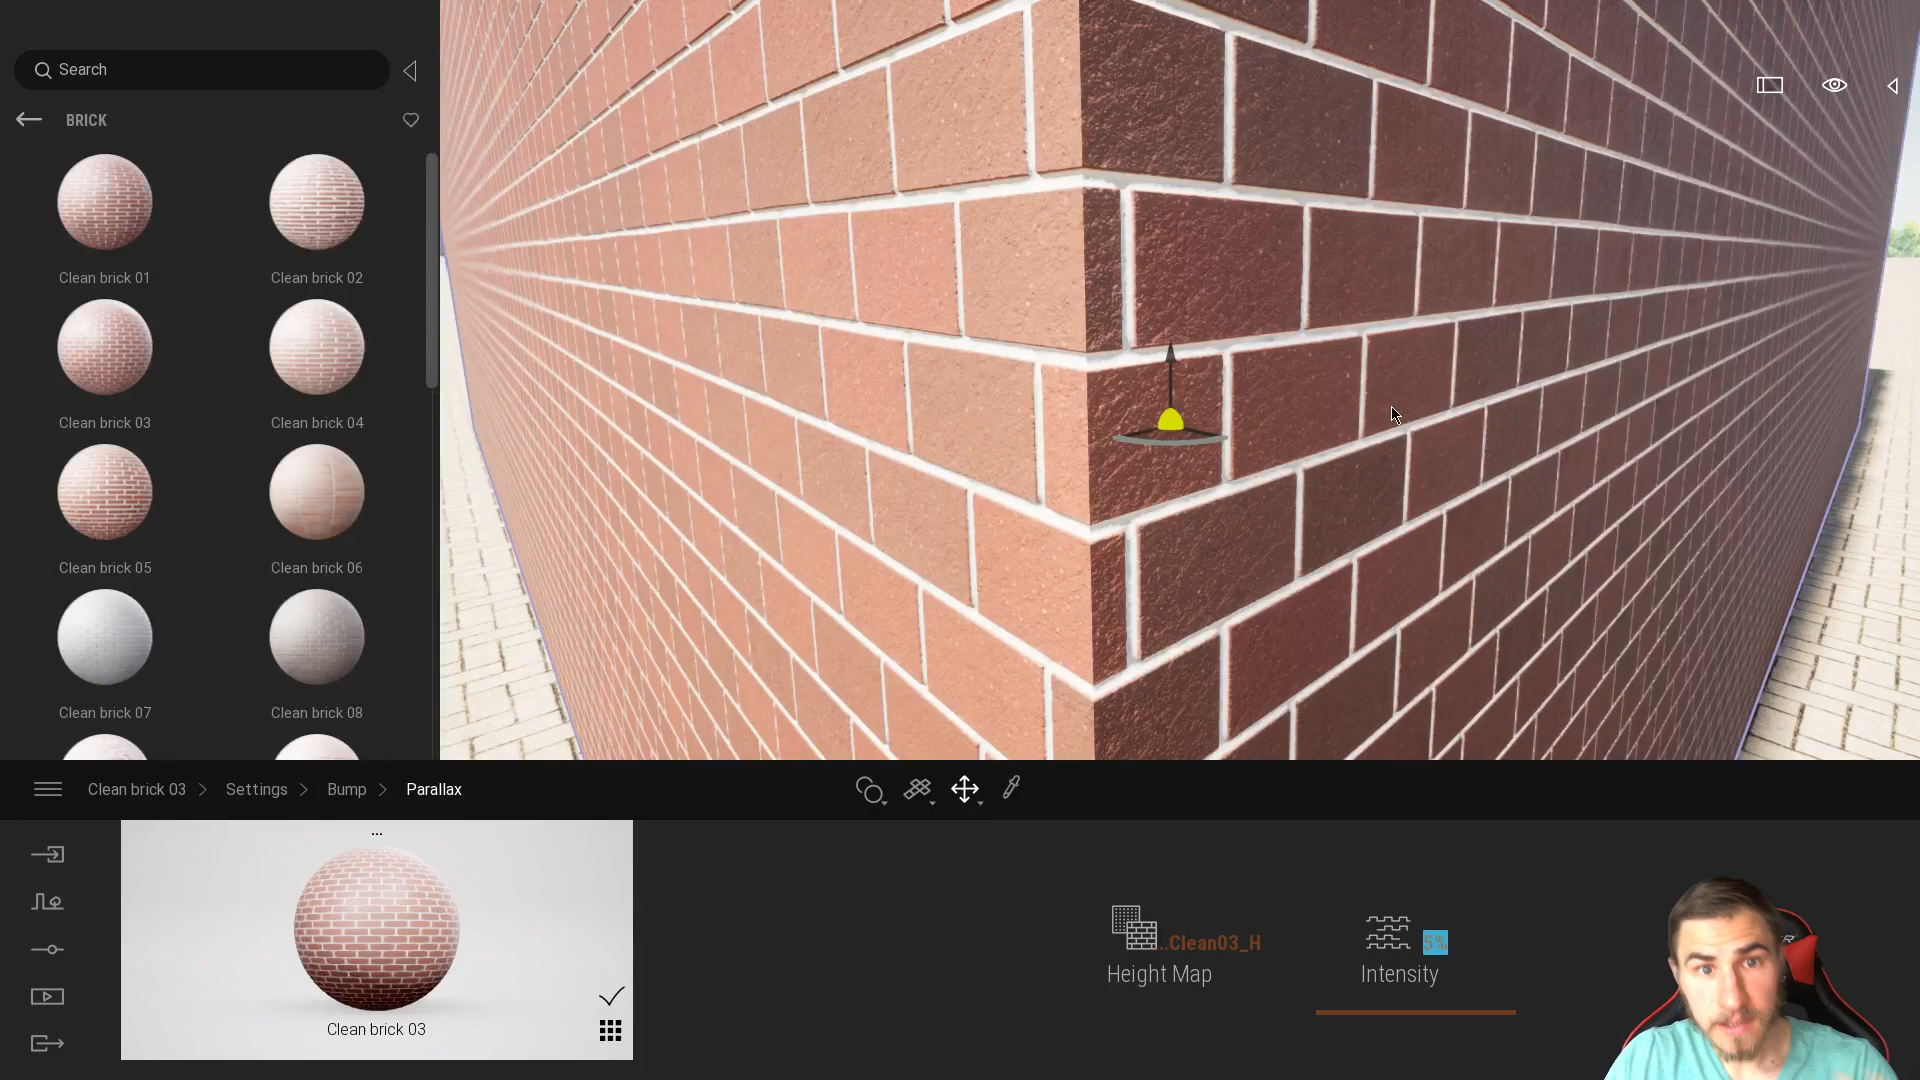 Search
BRICK
Clean brick 01
Clean brick 02
Clean brick 03
Clean brick 04
Clean brick 05
Clean brick 06
Clean brick 07
Clean brick 08
Clean brick 03
Settings
Bump
Parallax
...
Clean brick 03
...Clean03_H
Height Map
5%
Intensity